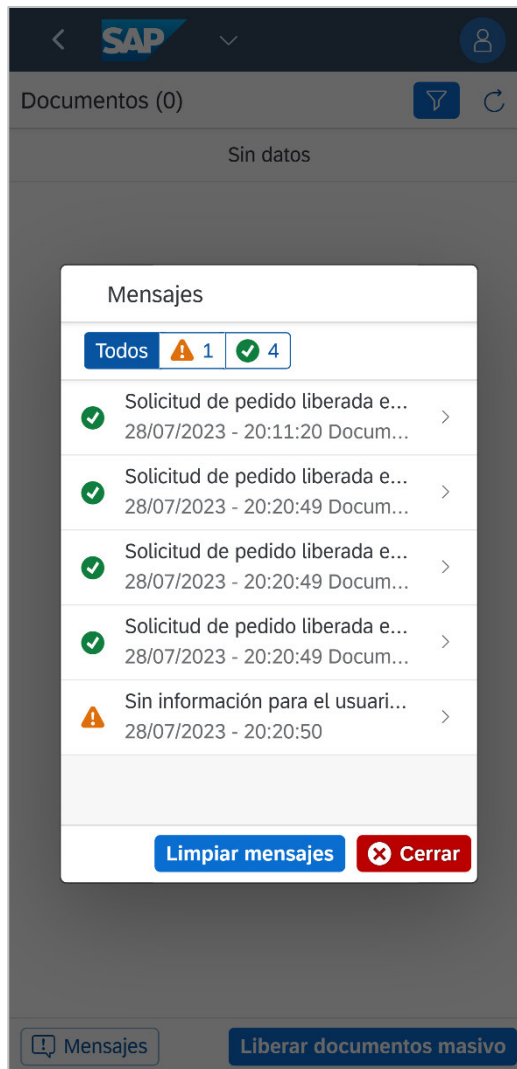 SAP
Documentos (0)
Sin datos
Mensajes
Todos 1 4
Solicitud de pedido liberada e...
28/07/2023 - 20:11:20 Docum...
Solicitud de pedido liberada e...
28/07/2023 - 20:20:49 Docum...
Solicitud de pedido liberada e...
28/07/2023 - 20:20:49 Docum...
Solicitud de pedido liberada e...
28/07/2023 - 20:20:49 Docum...
Sin información para el usuari...
28/07/2023 - 20:20:50
Limpiar mensajes Cerrar
Mensajes Liberar documentos masivo